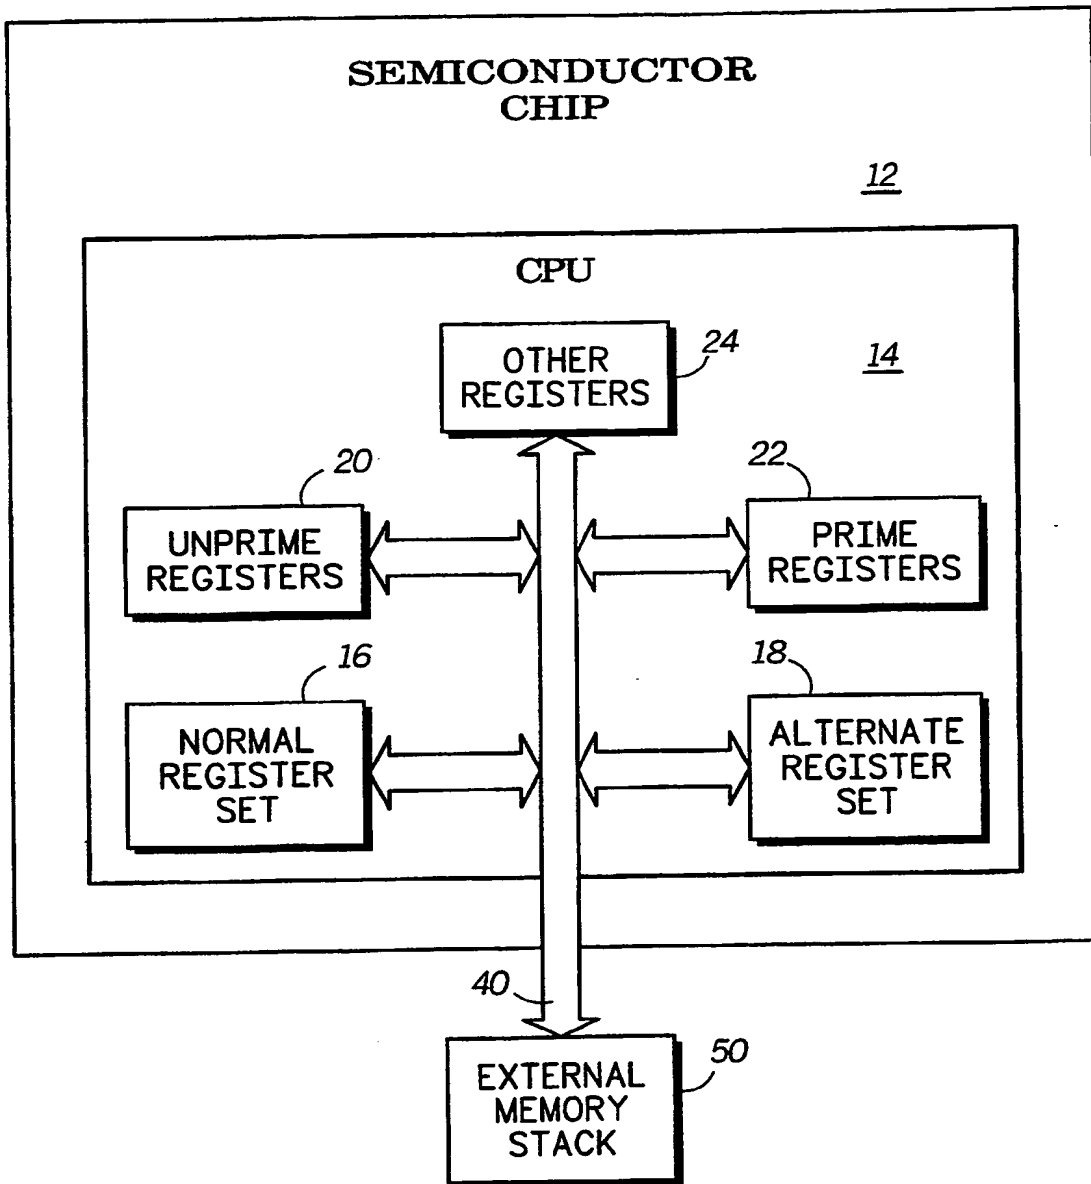 SEMICONDUCTOR
CHIP
12
CPU
14
OTHER
REGISTERS
24
20
UNPRIME
REGISTERS
22
PRIME
REGISTERS
16
NORMAL
REGISTER
SET
18
ALTERNATE
REGISTER
SET
40
EXTERNAL
MEMORY
STACK
50